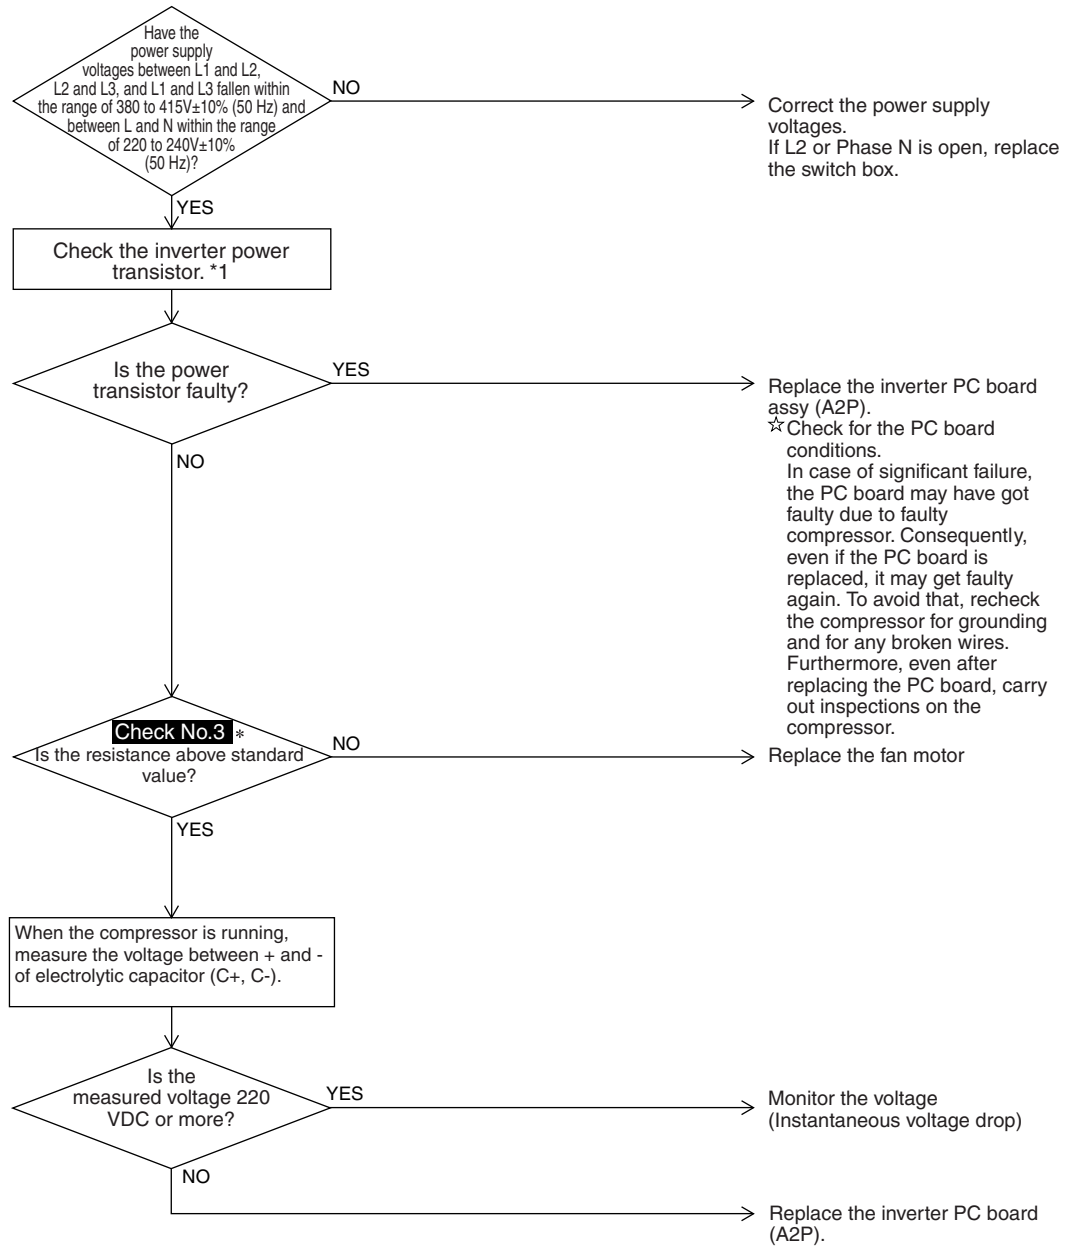 Have the
power supply
voltages between L1 and L2,
L2 and L3, and L1 and L3 fallen within
the range of 380 to 415V±10% (50 Hz) and
between L and N within the range
of 220 to 240V±10%
(50 Hz)?
NO
Correct the power supply
voltages.
If L2 or Phase N is open, replace
the switch box.
YES
Check the inverter power
transistor. *1
Is the power
transistor faulty?
YES
Replace the inverter PC board
assy (A2P).
☆Check for the PC board
conditions.
In case of significant failure,
the PC board may have got
faulty due to faulty
compressor. Consequently,
even if the PC board is
replaced, it may get faulty
again. To avoid that, recheck
the compressor for grounding
and for any broken wires.
Furthermore, even after
replacing the PC board, carry
out inspections on the
compressor.
NO
Check No.3 *
Is the resistance above standard
value?
NO
Replace the fan motor
YES
When the compressor is running,
measure the voltage between + and -
of electrolytic capacitor (C+, C-).
Is the
measured voltage 220
VDC or more?
YES
Monitor the voltage
(Instantaneous voltage drop)
NO
Replace the inverter PC board
(A2P).